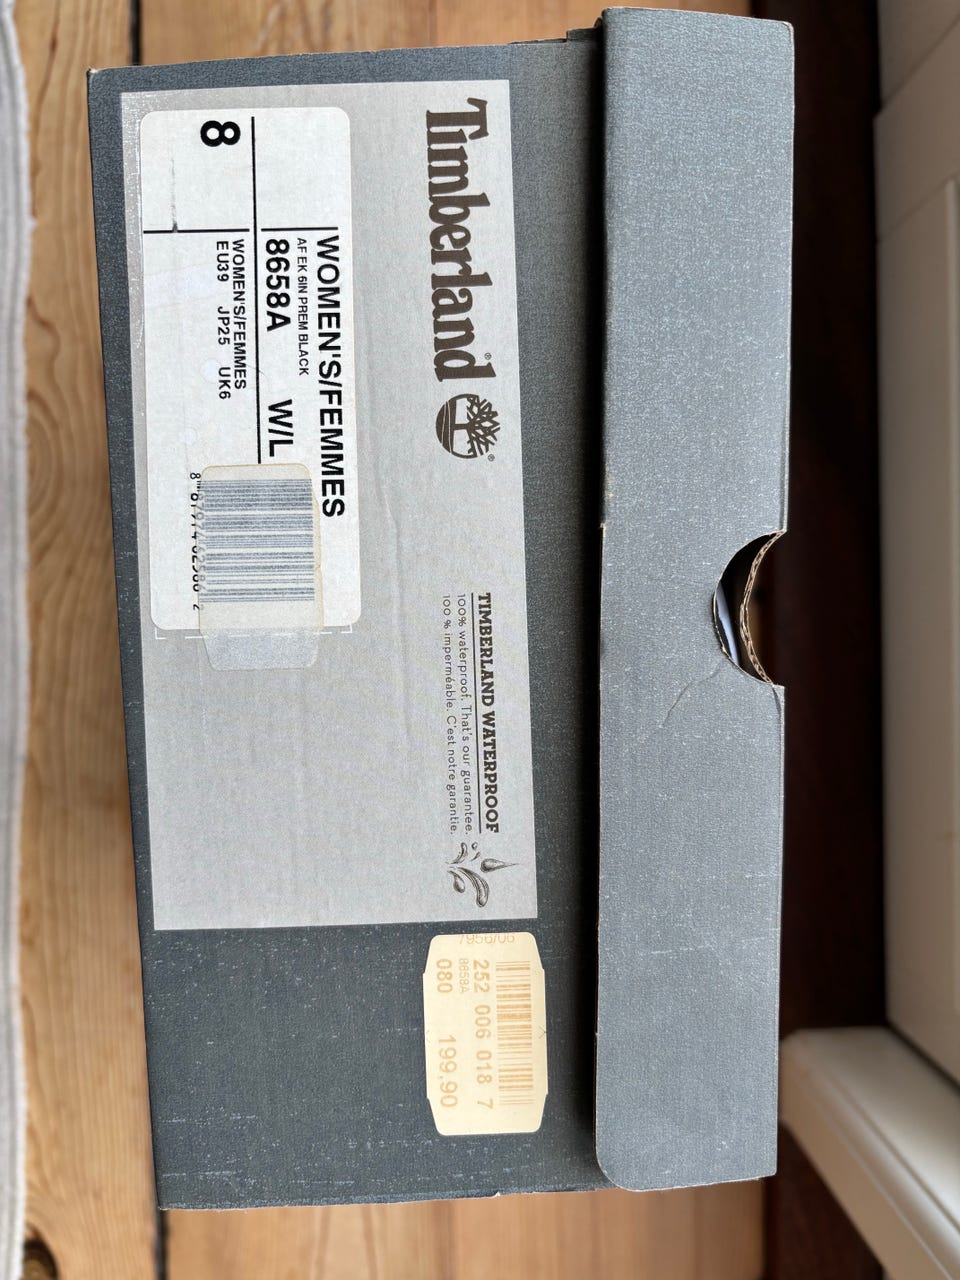 Timberland®
WOMEN'S/FEMMES
AF EK 6IN PREM BLACK
8658A W/L
8
WOMEN'S/FEMMES
EU39 JP25 UK6
TIMBERLAND WATERPROOF
100% waterproof. That's our guarantee.
100 % imperméable. C'est notre garantie.
252 006 018 7
8658A
080 199,90